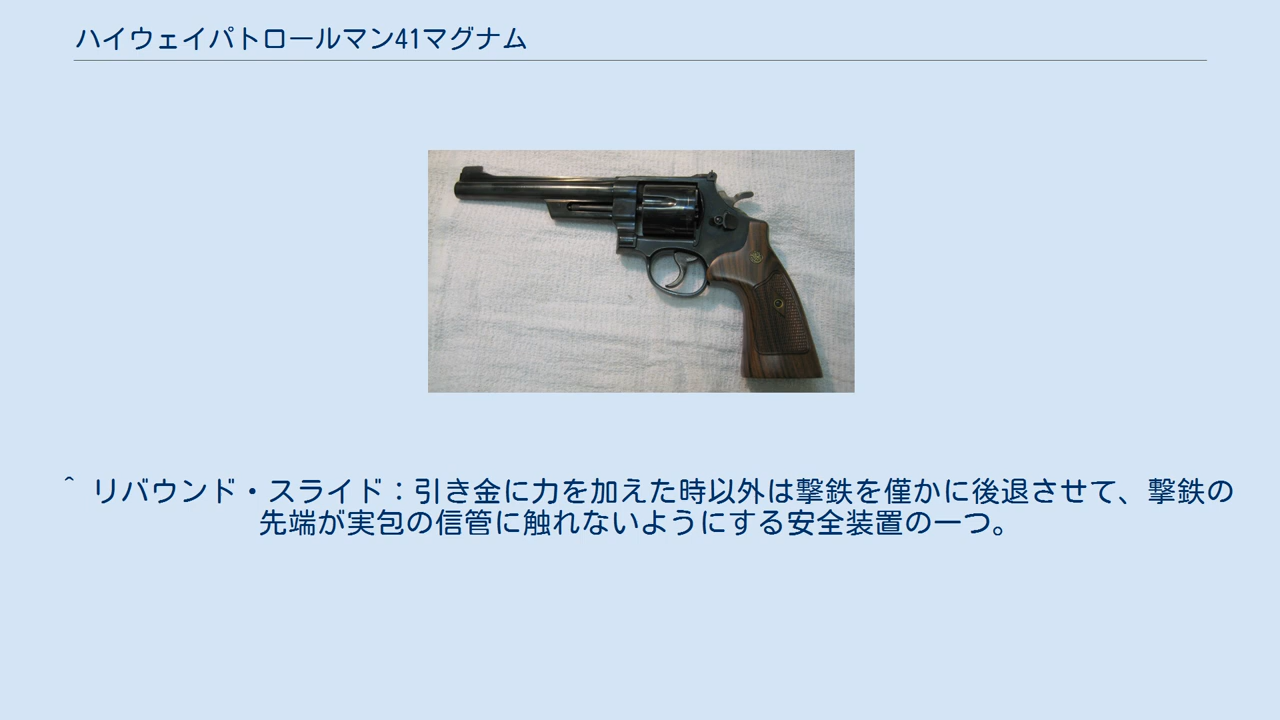 ハイウェイパトロールマン41マグナム
^ リバウンド・スライド：引き金に力を加えた時以外は撃鉄を僅かに後退させて、撃鉄の
先端が実包の信管に触れないようにする安全装置の一つ。